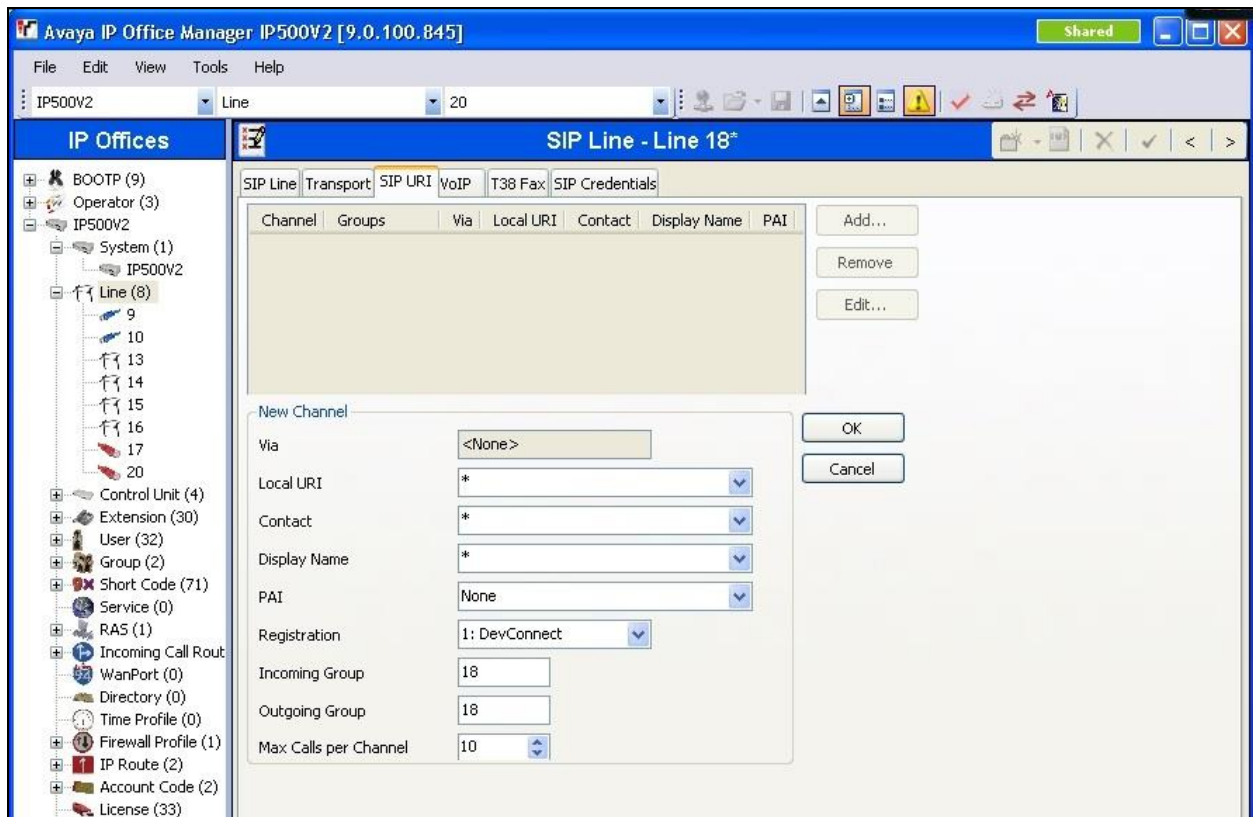 Avaya IP Office Manager IP500V2 [9.0.100.845]
Shared
File Edit View Tools Help
IP500V2 Line 20
IP Offices
BOOTP (9)
Operator (3)
IP500V2
System (1)
IP500V2
Line (8)
9
10
13
14
15
16
17
20
Control Unit (4)
Extension (30)
User (32)
Group (2)
Short Code (71)
Service (0)
RAS (1)
Incoming Call Rout
WanPort (0)
Directory (0)
Time Profile (0)
Firewall Profile (1)
IP Route (2)
Account Code (2)
License (33)
SIP Line - Line 18*
SIP Line Transport SIP URI VoIP T38 Fax SIP Credentials
Channel Groups Via Local URI Contact Display Name PAI
Add...
Remove
Edit...
New Channel
Via <None>
Local URI *
Contact *
Display Name *
PAI None
Registration 1: DevConnect
Incoming Group 18
Outgoing Group 18
Max Calls per Channel 10
OK
Cancel